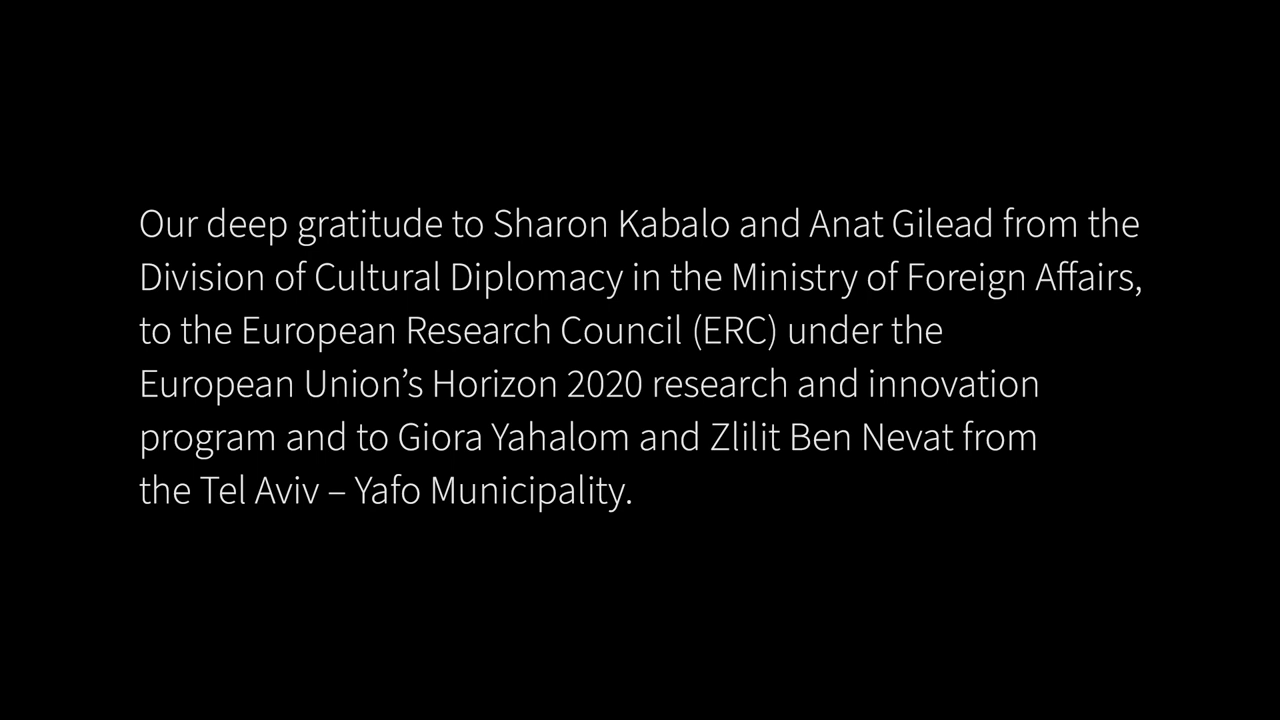 Our deep gratitude to Sharon Kabalo and Anat Gilead from the
Division of Cultural Diplomacy in the Ministry of Foreign Affairs,
to the European Research Council (ERC) under the
European Union’s Horizon 2020 research and innovation
program and to Giora Yahalom and Zlilit Ben Nevat from
the Tel Aviv – Yafo Municipality.